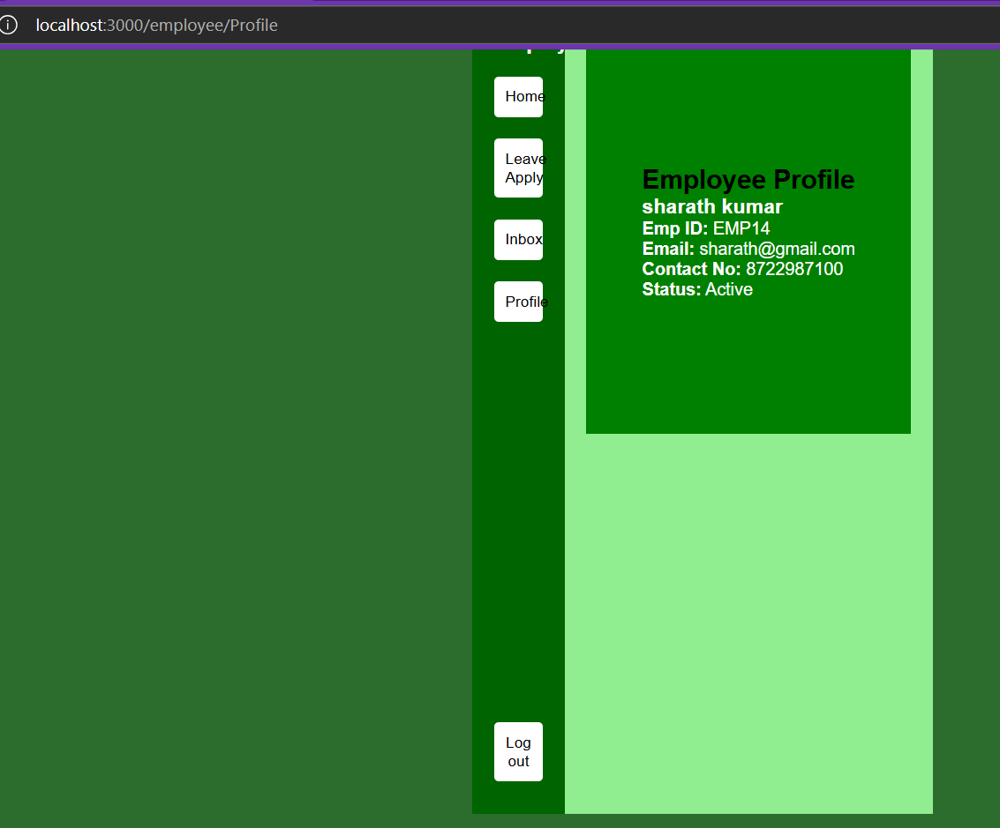 localhost:3000/employee/Profile
Home
Leave
Apply
Inbox
Profile
Log
out
Employee Profile
sharath kumar
Emp ID: EMP14
Email: sharath@gmail.com
Contact No: 8722987100
Status: Active